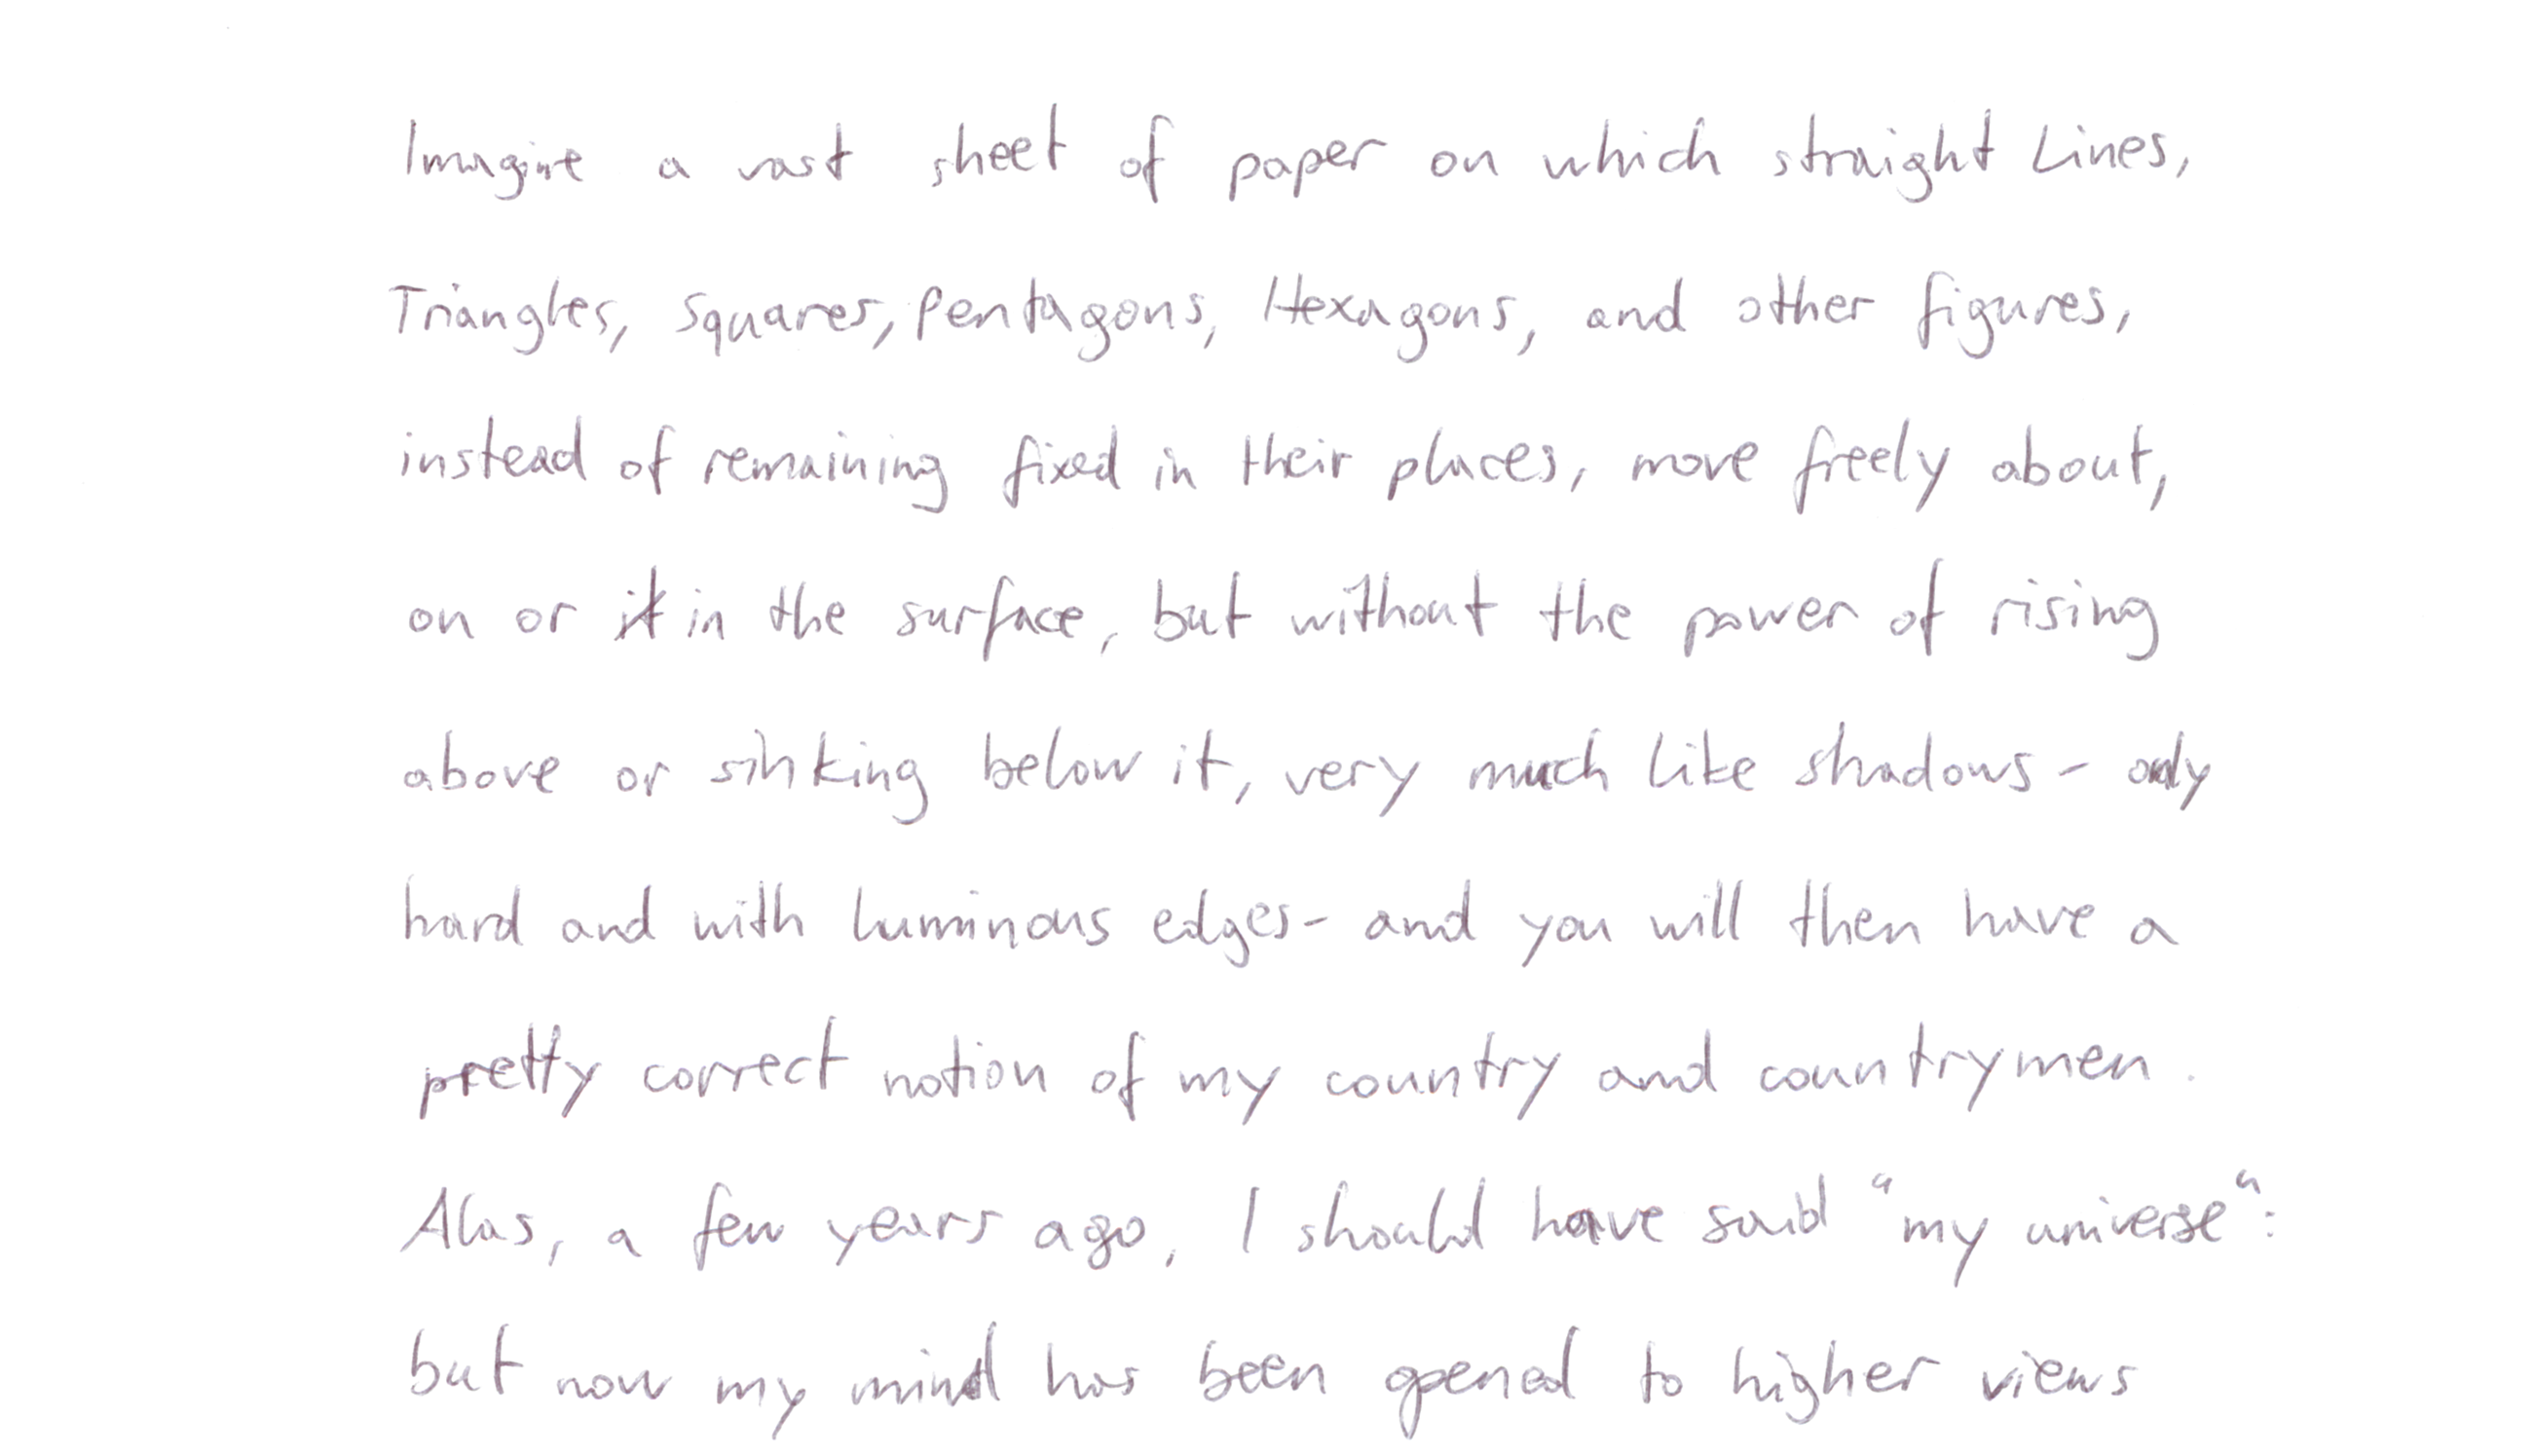 Imagine a vast sheet of paper on which straight Lines,
Triangles, Squares, Pentagons, Hexagons, and other figures,
instead of remaining fixed in their places, move freely about,
on or it in the surface, but without the power of rising
above or sinking below it, very much like shadows - only
hard and with luminous edges - and you will then have a
pretty correct notion of my country and countrymen.
Alas, a few years ago, I should have said "my universe":
but now my mind has been opened to higher views